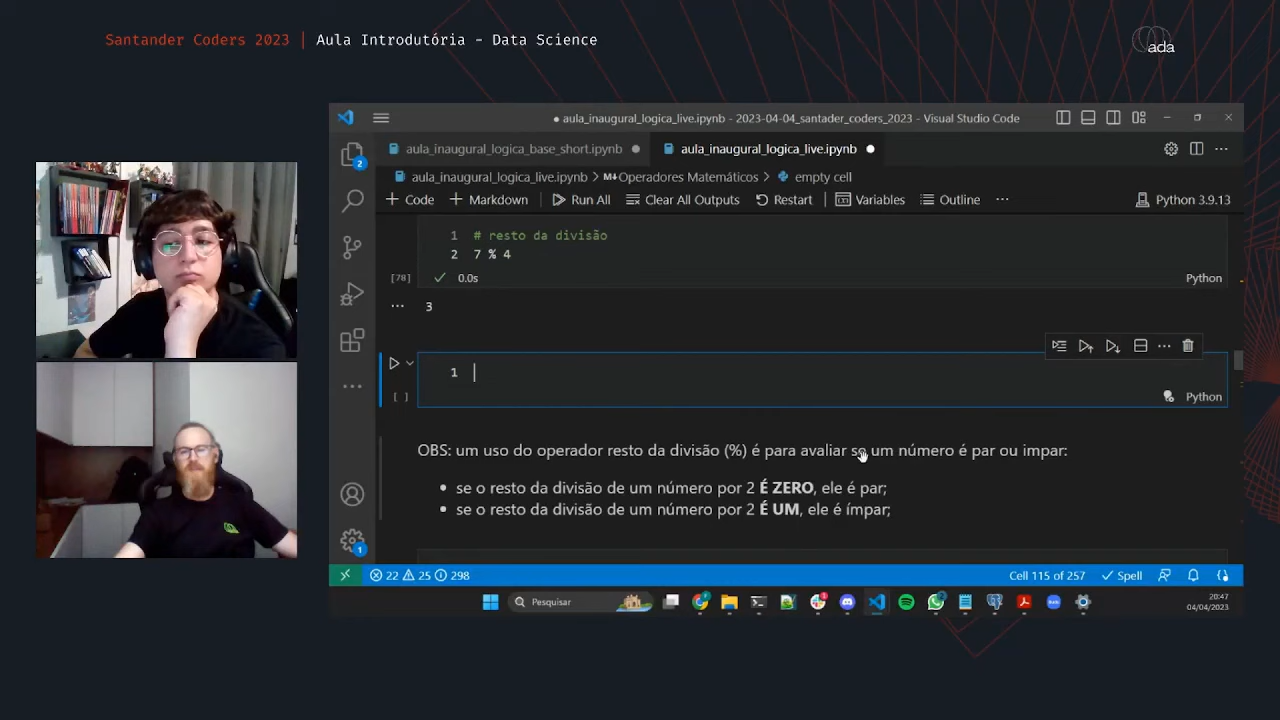 Santander Coders 2023 | Aula Introdutória - Data Science
ada
● aula_inaugural_logica_live.ipynb - 2023-04-04_santader_coders_2023 - Visual Studio Code
aula_inaugural_logica_base_short.ipynb ●
aula_inaugural_logica_live.ipynb ●
aula_inaugural_logica_live.ipynb > M↓Operadores Matemáticos > empty cell
+ Code + Markdown Run All Clear All Outputs Restart Variables Outline ... Python 3.9.13
2
1 # resto da divisão
2 7 % 4
[78] ✓ 0.0s Python
... 3
1
[ ] Python
OBS: um uso do operador resto da divisão (%) é para avaliar se um número é par ou impar:
• se o resto da divisão de um número por 2 É ZERO, ele é par;
• se o resto da divisão de um número por 2 É UM, ele é ímpar;
1
22 25 298 Cell 115 of 257 ✓ Spell
Pesquisar
20:47
04/04/2023